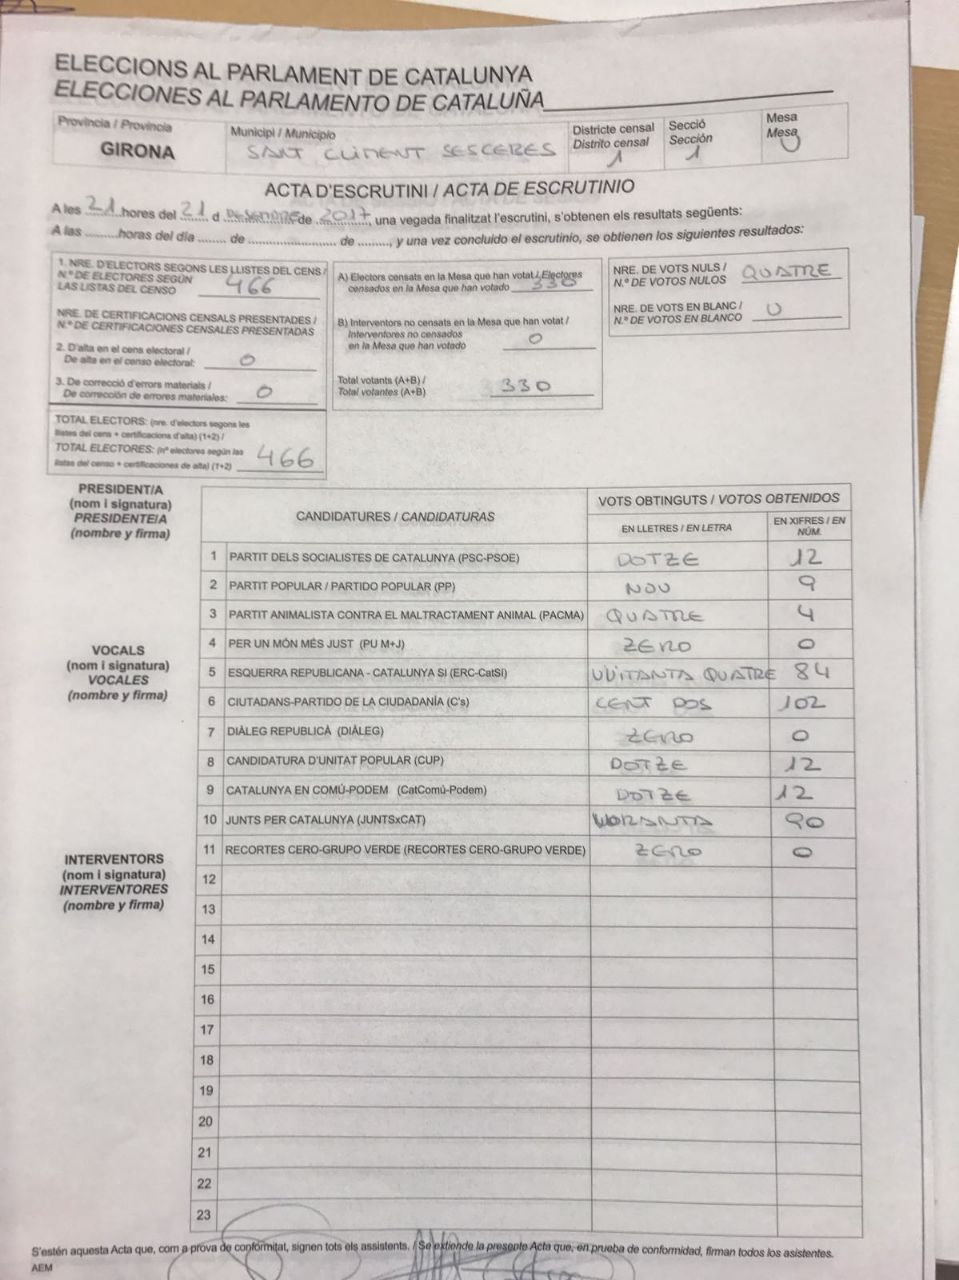 ELECCIONS AL PARLAMENT DE CATALUNYA
ELECCIONES AL PARLAMENTO DE CATALUÑA
Provincia / Provincia
GIRONA
Municipi / Municipio
SANT CLIMENT SESCEBES
Districte censal
Distrito censal
1
Secció
Sección
1
Mesa
Mesa
U
ACTA D'ESCRUTINI / ACTA DE ESCRUTINIO
A les 21 hores del 21 d DESEMBRE de 2017, una vegada finalitzat l'escrutini, s'obtenen els resultats següents:
A las ......... horas del día ....... de ........................ de ........, y una vez concluido el escrutinio, se obtienen los siguientes resultados:
1. NRE. D'ELECTORS SEGONS LES LLISTES DEL CENS /
N.º DE ELECTORES SEGÚN
LAS LISTAS DEL CENSO 466
NRE. DE CERTIFICACIONS CENSALS PRESENTADES /
N.º DE CERTIFICACIONES CENSALES PRESENTADAS
2. D'alta en el cens electoral /
De alta en el censo electoral: 0
3. De correcció d'errors materials /
De corrección de errores materiales: 0
TOTAL ELECTORS: (nre. d'electors segons les
llistes del cens + certificacions d'alta) (1+2) /
TOTAL ELECTORES: (nº electores según las
listas del censo + certificaciones de alta) (1+2) 466
A) Electors censats en la Mesa que han votat / Electores
censados en la Mesa que han votado 330
B) Interventors no censats en la Mesa que han votat /
Interventores no censados
en la Mesa que han votado 0
Total votants (A+B) /
Total votantes (A+B) 330
NRE. DE VOTS NULS /
N.º DE VOTOS NULOS QUATRE
NRE. DE VOTS EN BLANC /
N.º DE VOTOS EN BLANCO 0
PRESIDENT/A
(nom i signatura)
PRESIDENTE/A
(nombre y firma)
VOCALS
(nom i signatura)
VOCALES
(nombre y firma)
INTERVENTORS
(nom i signatura)
INTERVENTORES
(nombre y firma)
CANDIDATURES / CANDIDATURAS
VOTS OBTINGUTS / VOTOS OBTENIDOS
EN LLETRES / EN LETRA
EN XIFRES / EN NÚM.
1 PARTIT DELS SOCIALISTES DE CATALUNYA (PSC-PSOE) DOTZE 12
2 PARTIT POPULAR / PARTIDO POPULAR (PP) NOU 9
3 PARTIT ANIMALISTA CONTRA EL MALTRACTAMENT ANIMAL (PACMA) QUATRE 4
4 PER UN MÓN MÉS JUST (PU M+J) ZERO 0
5 ESQUERRA REPUBLICANA - CATALUNYA SI (ERC-CatSí) VUITANTA QUATRE 84
6 CIUTADANS-PARTIDO DE LA CIUDADANÍA (C's) CENT DOS 102
7 DIÀLEG REPUBLICÀ (DIÀLEG) ZERO 0
8 CANDIDATURA D'UNITAT POPULAR (CUP) DOTZE 12
9 CATALUNYA EN COMÚ-PODEM (CatComú-Podem) DOTZE 12
10 JUNTS PER CATALUNYA (JUNTSxCAT) 90
11 RECORTES CERO-GRUPO VERDE (RECORTES CERO-GRUPO VERDE) ZERO 0
12
13
14
15
16
17
18
19
20
21
22
23
S'estén aquesta Acta que, com a prova de conformitat, signen tots els assistents. / Se extiende la presente Acta que, en prueba de conformidad, firman todos los asistentes.
AEM